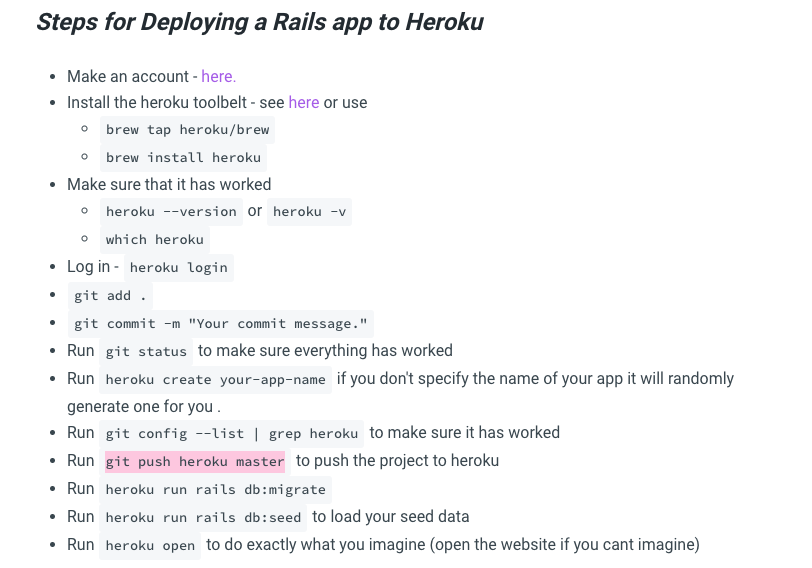 Steps for Deploying a Rails app to Heroku
Make an account - here.
Install the heroku toolbelt - see here or use
brew tap heroku/brew
brew install heroku
Make sure that it has worked
heroku --version or heroku -v
which heroku
Log in - heroku login
git add .
git commit -m "Your commit message."
Run git status to make sure everything has worked
Run heroku create your-app-name if you don't specify the name of your app it will randomly
generate one for you .
Run git config --list | grep heroku to make sure it has worked
Run git push heroku master to push the project to heroku
Run heroku run rails db:migrate
Run heroku run rails db:seed to load your seed data
Run heroku open to do exactly what you imagine (open the website if you cant imagine)